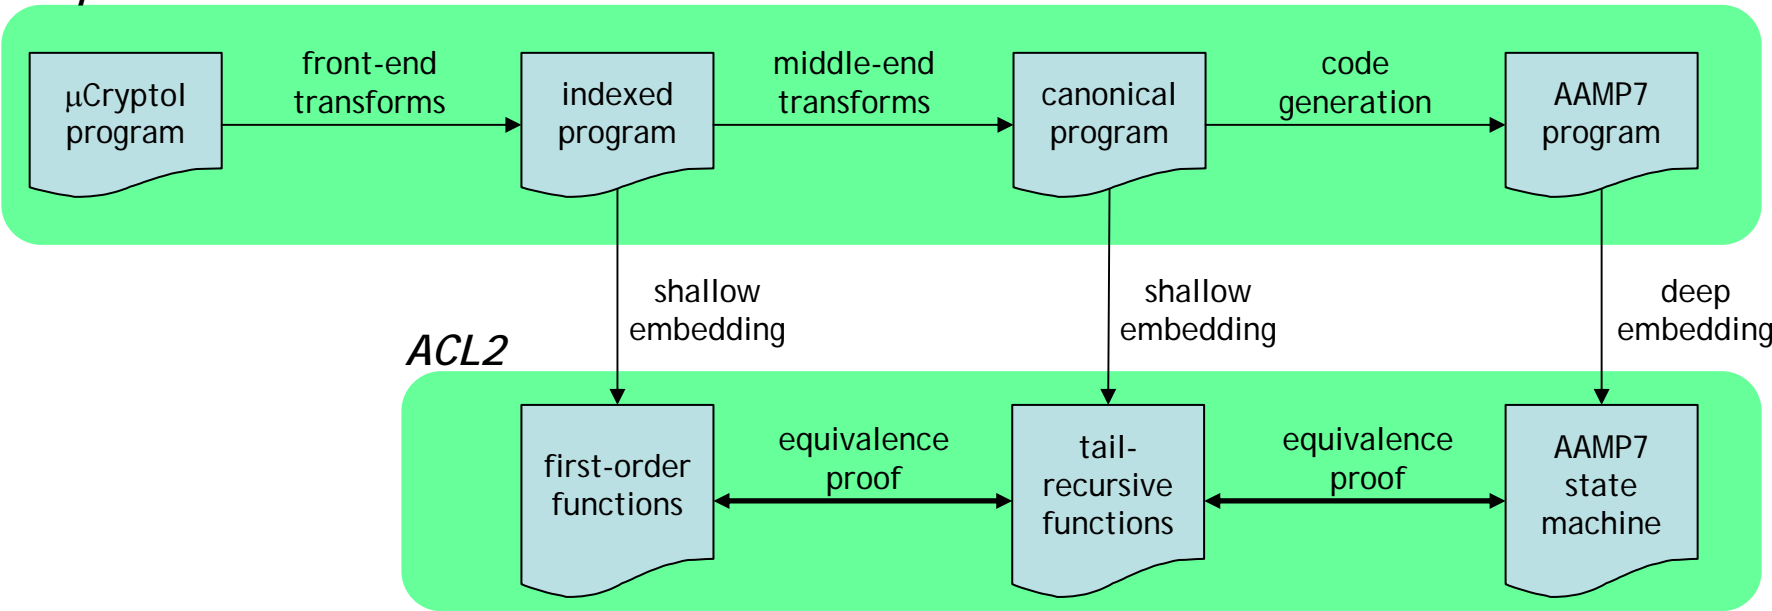 μCryptol
program
front-end
transforms
indexed
program
middle-end
transforms
canonical
program
code
generation
AAMP7
program
shallow
embedding
shallow
embedding
deep
embedding
ACL2
first-order
functions
equivalence
proof
tail-
recursive
functions
equivalence
proof
AAMP7
state
machine